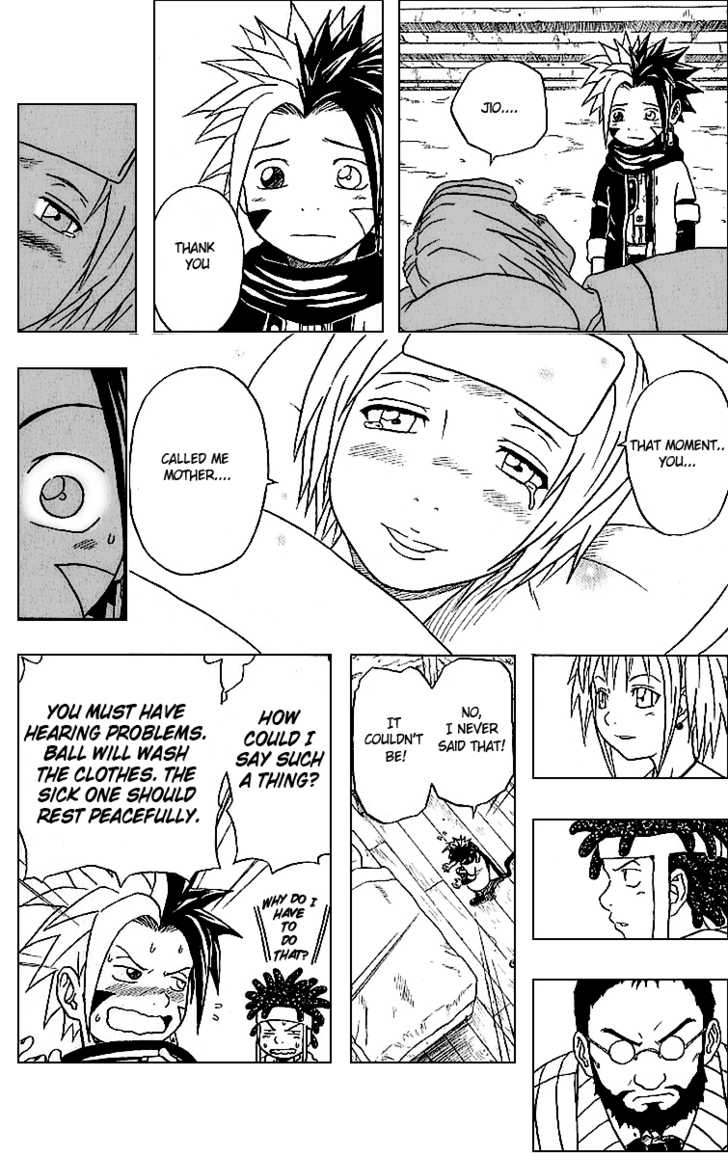 JIO....
THANK
YOU
THAT MOMENT..
YOU...
CALLED ME
MOTHER....
NO,
I NEVER
SAID THAT!
IT
COULDN'T
BE!
HOW
COULD I
SAY SUCH
A THING?
YOU MUST HAVE
HEARING PROBLEMS.
BALL WILL WASH
THE CLOTHES. THE
SICK ONE SHOULD
REST PEACEFULLY.
WHY DO I
HAVE
TO
DO
THAT?